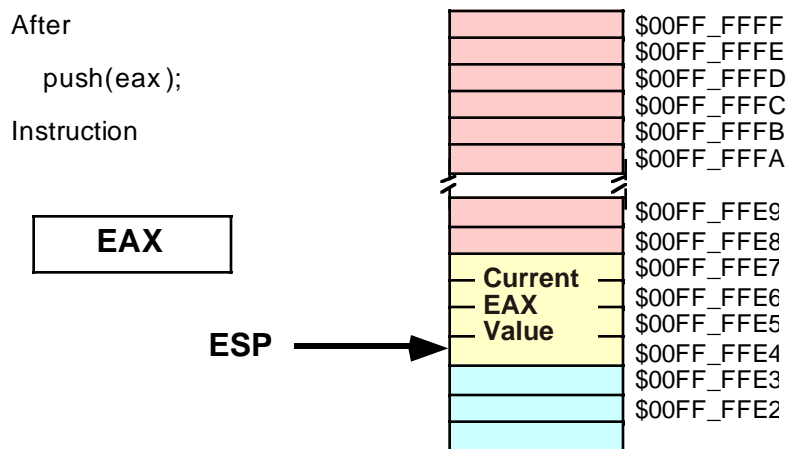 After
push(eax);
Instruction
EAX
ESP
Current
EAX
Value
$00FF_FFFF
$00FF_FFFE
$00FF_FFFD
$00FF_FFFC
$00FF_FFFB
$00FF_FFFA
$00FF_FFE9
$00FF_FFE8
$00FF_FFE7
$00FF_FFE6
$00FF_FFE5
$00FF_FFE4
$00FF_FFE3
$00FF_FFE2